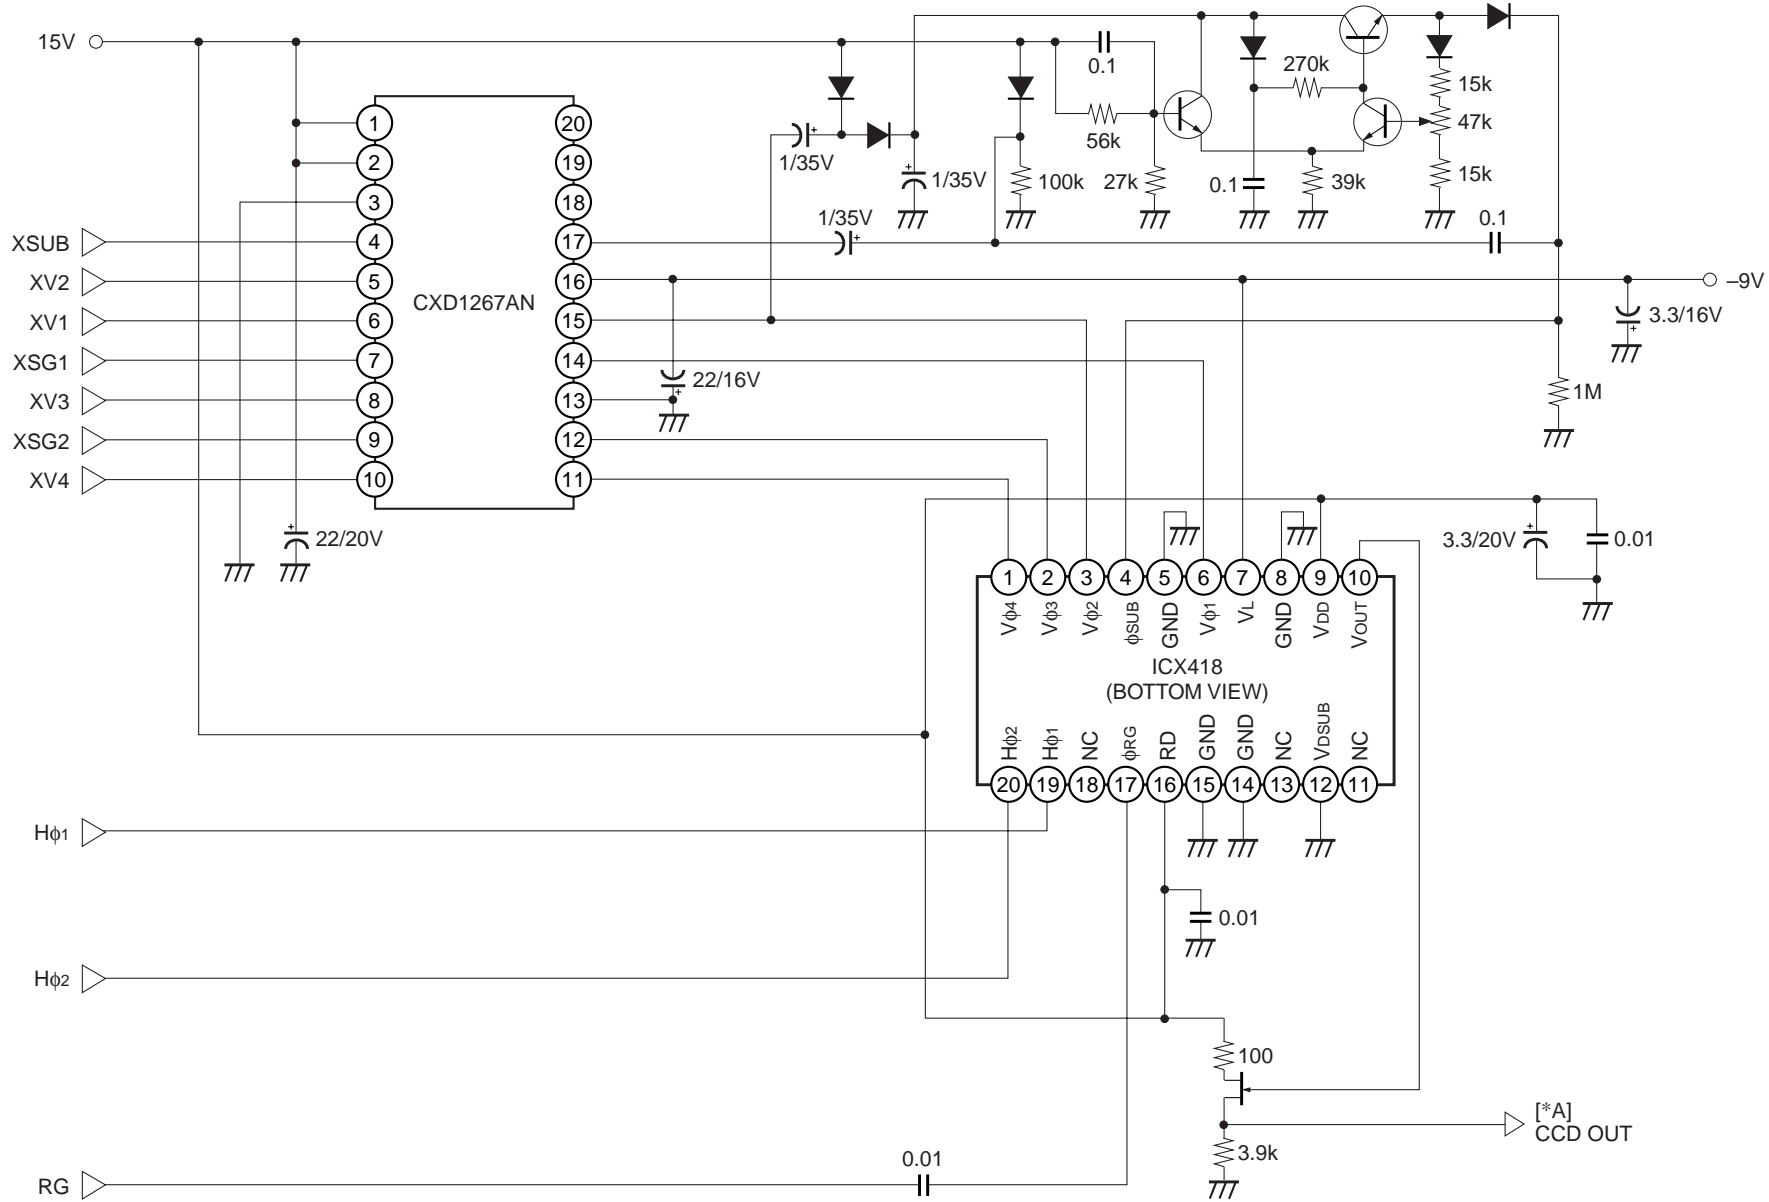 15V
0.1
270k
15k
47k
15k
56k
1/35V
1/35V
100k
27k
0.1
39k
1/35V
0.1
1
2
3
4
5
6
7
8
9
10
20
19
18
17
16
15
14
13
12
11
CXD1267AN
XSUB
XV2
XV1
XSG1
XV3
XSG2
XV4
–9V
3.3/16V
22/16V
1M
22/20V
3.3/20V
0.01
1 2 3 4 5 6 7 8 9 10
Vϕ4 Vϕ3 Vϕ2 ϕSUB GND Vϕ1 VL GND VDD VOUT
ICX418
(BOTTOM VIEW)
Hϕ2 Hϕ1 NC ϕRG RD GND GND NC VDSUB NC
20 19 18 17 16 15 14 13 12 11
Hϕ1
0.01
Hϕ2
100
[*A]
CCD OUT
3.9k
0.01
RG